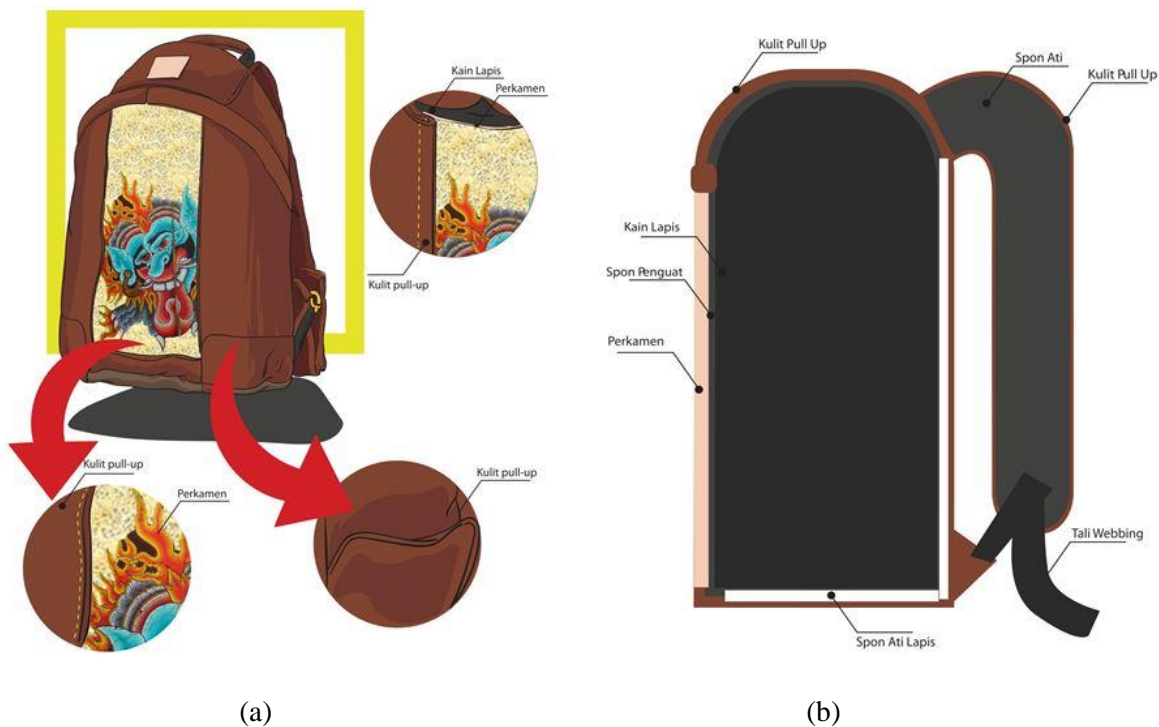 Kain Lapis
Perkamen
Kulit pull-up
Kulit pull-up
Perkamen
Kulit pull-up
(a)
Kulit Pull Up
Spon Ati
Kulit Pull Up
Kain Lapis
Spon Penguat
Perkamen
Tali Webbing
Spon Ati Lapis
(b)